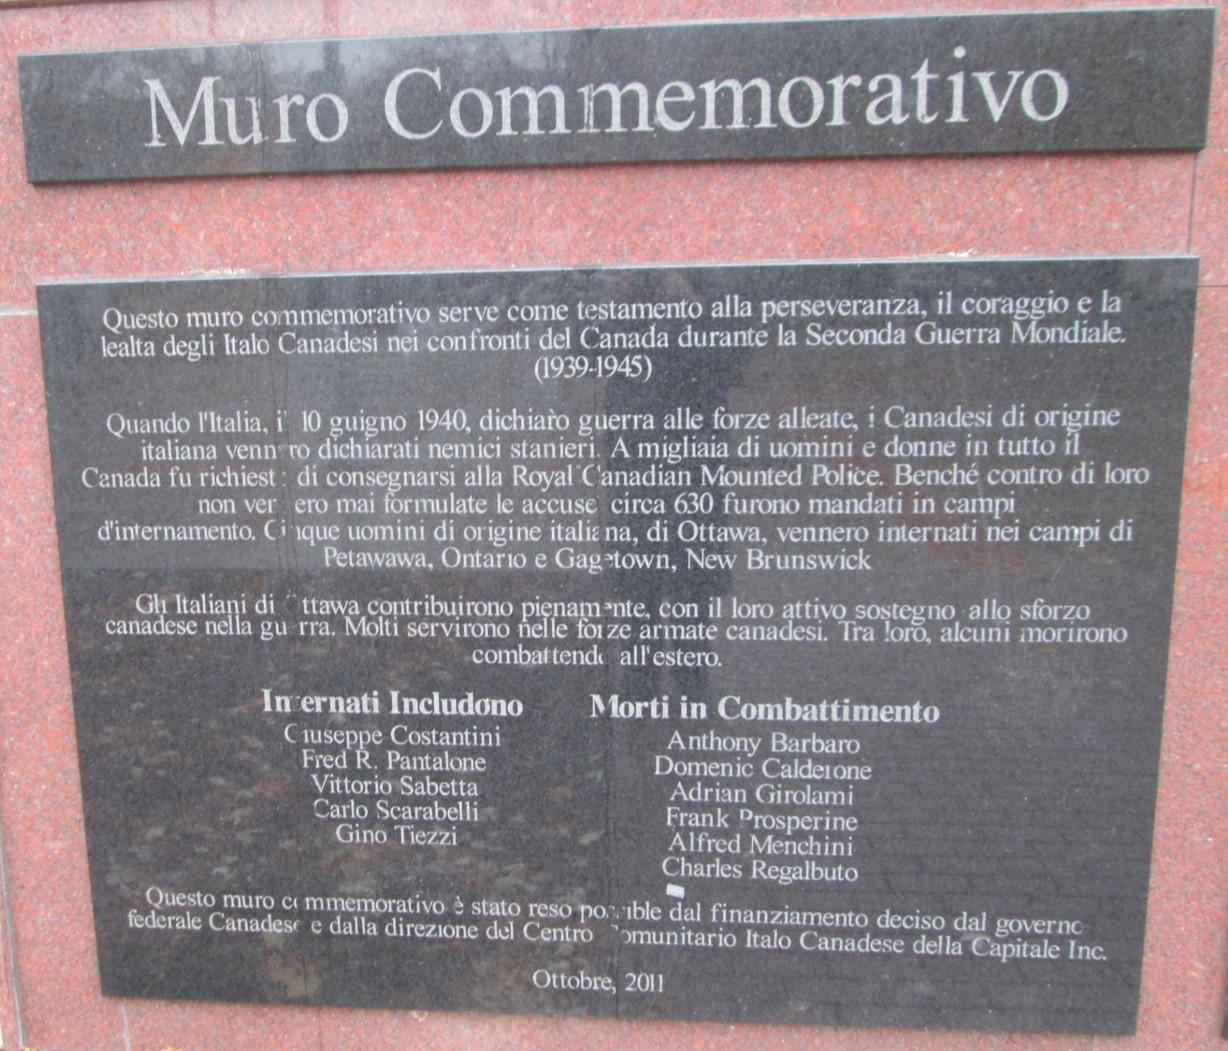 Muro Commemorativo
Questo muro commemorativo serve come testamento alla perseveranza, il coraggio e la
lealta degli Italo Canadesi nei confronti del Canada durante la Seconda Guerra Mondiale.
(1939-1945)
Quando l'Italia, il 10 guigno 1940, dichiaro guerra alle forze alleate, i Canadesi di origine
italiana vennero dichiarati nemici stanieri. A migliaia di uomini e donne in tutto il
Canada fu richiest di consegnarsi alla Royal Canadian Mounted Police. Benché contro di loro
non vennero mai formulate le accuse circa 630 furono mandati in campi
d'internamento. Cinque uomini di origine italiana, di Ottawa, vennero internati nei campi di
Petawawa, Ontario e Gagetown, New Brunswick
Gli Italiani di Ottawa contribuirono pienamente, con il loro attivo sostegno allo sforzo
canadese nella guerra. Molti servirono nelle forze armate canadesi. Tra loro, alcuni morirono
combattendo all'estero.
Internati Includono
Giuseppe Costantini
Fred R. Pantalone
Vittorio Sabetta
Carlo Scarabelli
Gino Tiezzi
Morti in Combattimento
Anthony Barbaro
Domenic Calderone
Adrian Girolami
Frank Prosperine
Alfred Menchini
Charles Regalbuto
Questo muro commemorativo è stato reso possible dal finanziamento deciso dal governo
federale Canadese e dalla direzione del Centro Comunitario Italo Canadese della Capitale Inc.
Ottobre, 2011